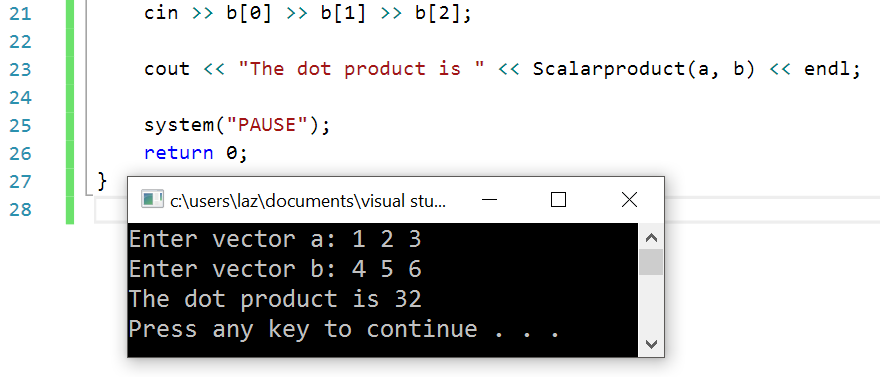 21 cin >> b[0] >> b[1] >> b[2];
22
23 cout << "The dot product is " << Scalarproduct(a, b) << endl;
24
25 system("PAUSE");
26 return 0;
27 }
28
c:\users\laz\documents\visual stu...
Enter vector a: 1 2 3
Enter vector b: 4 5 6
The dot product is 32
Press any key to continue . . .